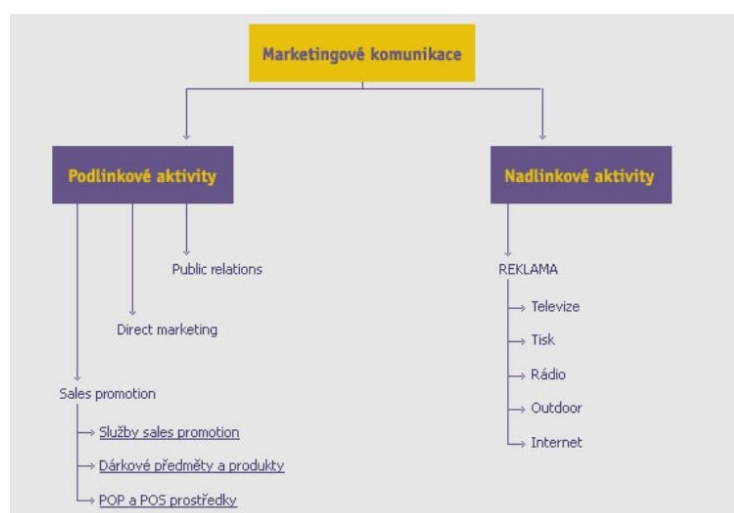 Marketingové komunikace
Podlinkové aktivity
Nadlinkové aktivity
Public relations
Direct marketing
Sales promotion
Služby sales promotion
Dárkové předměty a produkty
POP a POS prostředky
REKLAMA
Televize
Tisk
Rádio
Outdoor
Internet